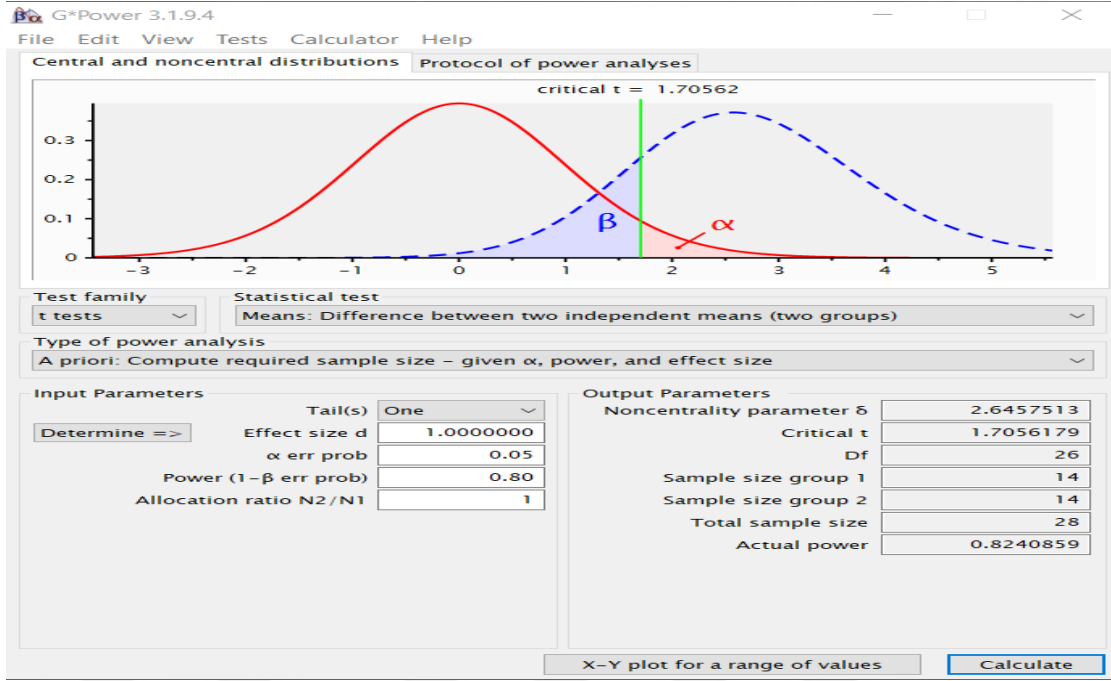 βα G*Power 3.1.9.4
File Edit View Tests Calculator Help
Central and noncentral distributions Protocol of power analyses
critical t = 1.70562
0.3
0.2
0.1
0
β
α
-3 -2 -1 0 1 2 3 4 5
Test family Statistical test
t tests Means: Difference between two independent means (two groups)
Type of power analysis
A priori: Compute required sample size – given α, power, and effect size
Input Parameters
Tail(s) One
Determine => Effect size d 1.0000000
α err prob 0.05
Power (1-β err prob) 0.80
Allocation ratio N2/N1 1
Output Parameters
Noncentrality parameter δ 2.6457513
Critical t 1.7056179
Df 26
Sample size group 1 14
Sample size group 2 14
Total sample size 28
Actual power 0.8240859
X-Y plot for a range of values Calculate